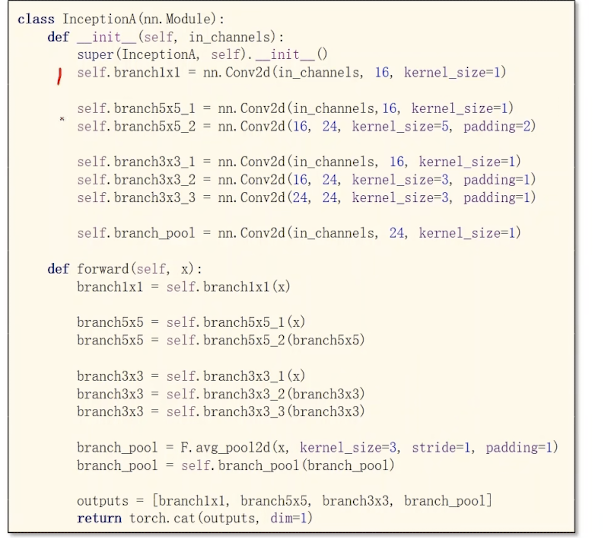 class InceptionA(nn.Module):
    def __init__(self, in_channels):
        super(InceptionA, self).__init__()
        self.branch1x1 = nn.Conv2d(in_channels, 16, kernel_size=1)

        self.branch5x5_1 = nn.Conv2d(in_channels,16, kernel_size=1)
        self.branch5x5_2 = nn.Conv2d(16, 24, kernel_size=5, padding=2)

        self.branch3x3_1 = nn.Conv2d(in_channels, 16, kernel_size=1)
        self.branch3x3_2 = nn.Conv2d(16, 24, kernel_size=3, padding=1)
        self.branch3x3_3 = nn.Conv2d(24, 24, kernel_size=3, padding=1)

        self.branch_pool = nn.Conv2d(in_channels, 24, kernel_size=1)

    def forward(self, x):
        branch1x1 = self.branch1x1(x)

        branch5x5 = self.branch5x5_1(x)
        branch5x5 = self.branch5x5_2(branch5x5)

        branch3x3 = self.branch3x3_1(x)
        branch3x3 = self.branch3x3_2(branch3x3)
        branch3x3 = self.branch3x3_3(branch3x3)

        branch_pool = F.avg_pool2d(x, kernel_size=3, stride=1, padding=1)
        branch_pool = self.branch_pool(branch_pool)

        outputs = [branch1x1, branch5x5, branch3x3, branch_pool]
        return torch.cat(outputs, dim=1)